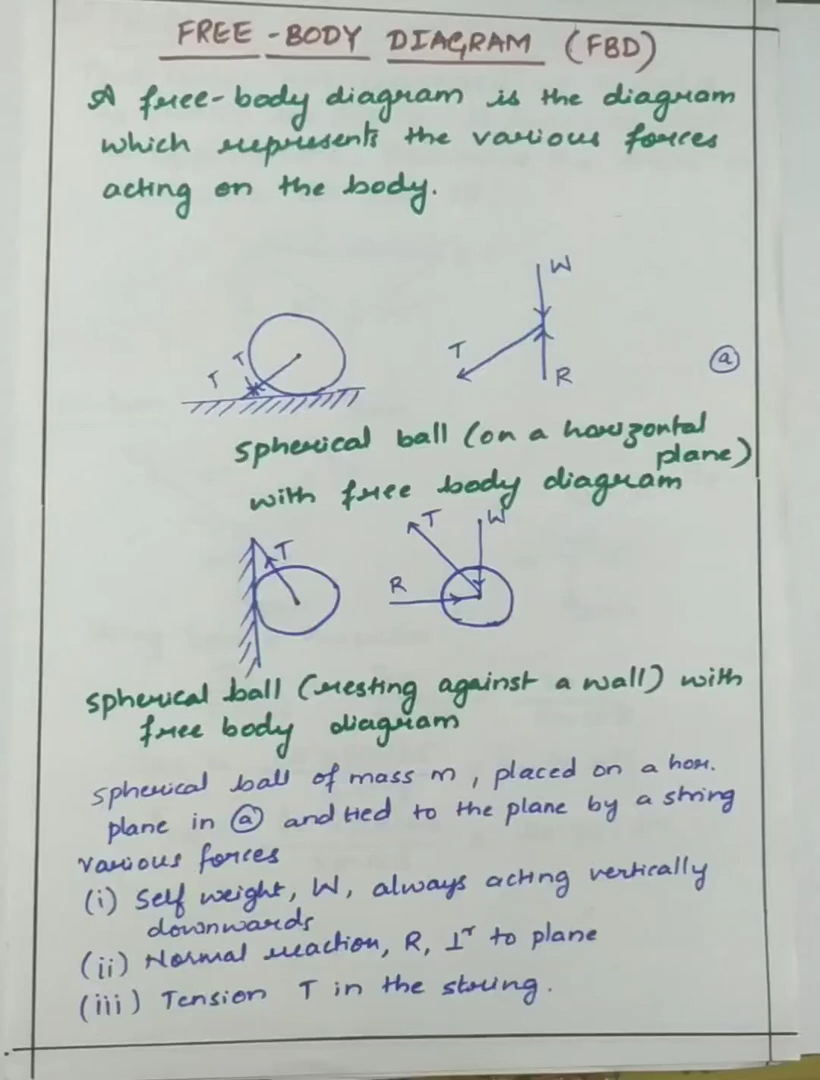 FREE-BODY DIAGRAM (FBD)
A free-body diagram is the diagram
which represents the various forces
acting on the body.
W
T
R
T
T
a
spherical ball (on a horizontal
plane)
with free body diagram
T
T
W
R
spherical ball (resting against a wall) with
free body diagram
spherical ball of mass m, placed on a hor.
plane in a and tied to the plane by a string
various forces
(i) Self weight, W, always acting vertically
downwards
(ii) Normal reaction, R, ⊥r to plane
(iii) Tension T in the string.